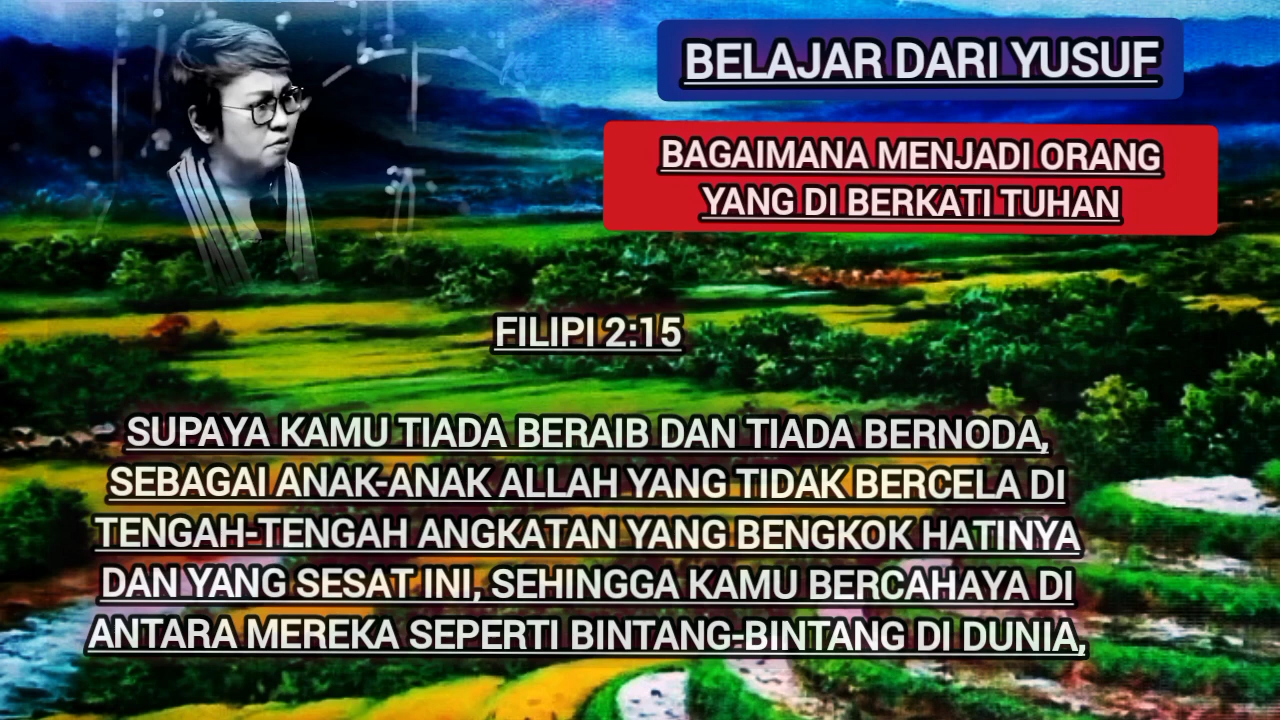 BELAJAR DARI YUSUF
BAGAIMANA MENJADI ORANG
YANG DI BERKATI TUHAN
FILIPI 2:15
SUPAYA KAMU TIADA BERAIB DAN TIADA BERNODA,
SEBAGAI ANAK-ANAK ALLAH YANG TIDAK BERCELA DI
TENGAH-TENGAH ANGKATAN YANG BENGKOK HATINYA
DAN YANG SESAT INI, SEHINGGA KAMU BERCAHAYA DI
ANTARA MEREKA SEPERTI BINTANG-BINTANG DI DUNIA,